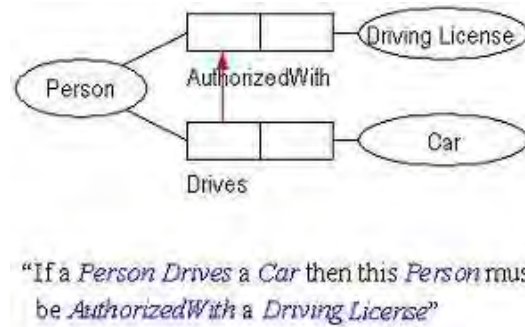 Driving License
AuthorizedWith
Person
Car
Drives
“If a Person Drives a Car then this Person mus
be AuthorizedWith a Driving License”